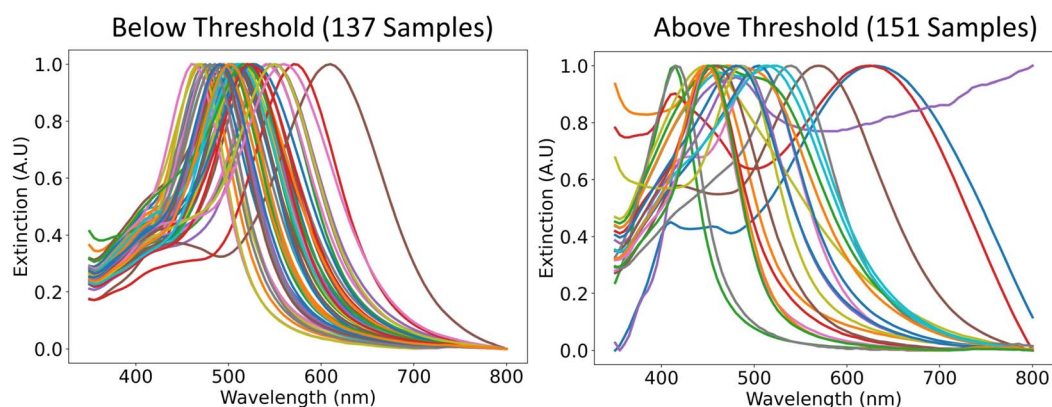 Below Threshold (137 Samples)
Extinction (A.U)
1.0
0.8
0.6
0.4
0.2
0.0
400 500 600 700 800
Wavelength (nm)
Above Threshold (151 Samples)
Extinction (A.U)
1.0
0.8
0.6
0.4
0.2
0.0
400 500 600 700 800
Wavelength (nm)